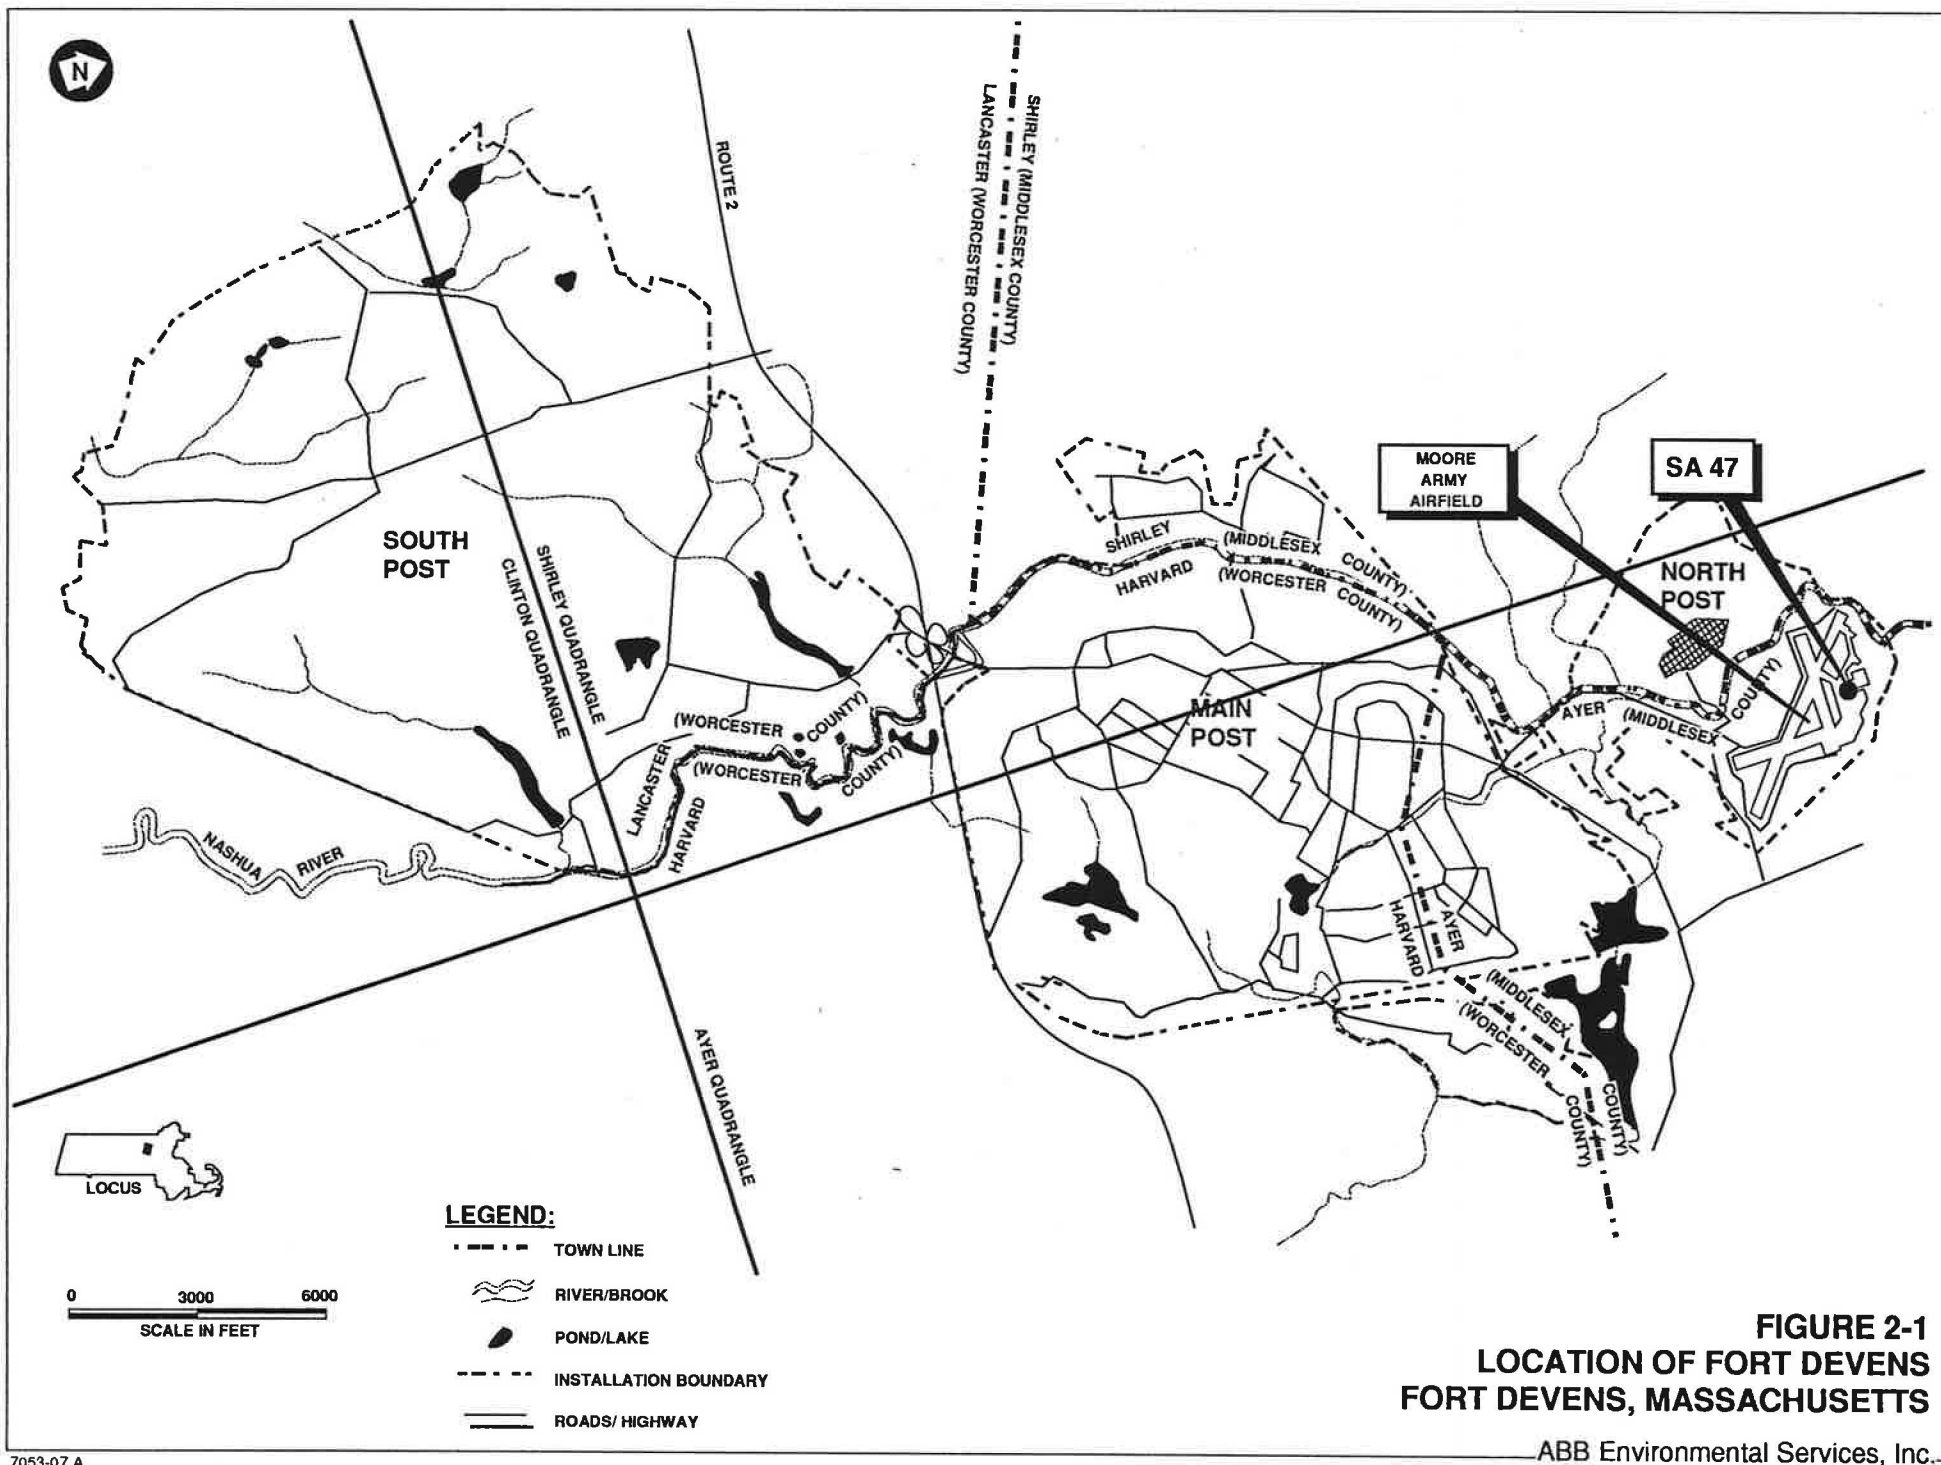 N
ROUTE 2
LANCASTER (WORCESTER COUNTY)
SHIRLEY (MIDDLESEX COUNTY)
MOORE
ARMY
AIRFIELD
SA 47
SOUTH
POST
SHIRLEY QUADRANGLE
CLINTON QUADRANGLE
SHIRLEY (MIDDLESEX COUNTY)
HARVARD (WORCESTER COUNTY)
NORTH
POST
MAIN
POST
AYER (MIDDLESEX COUNTY)
LANCASTER (WORCESTER COUNTY)
HARVARD (WORCESTER COUNTY)
NASHUA RIVER
HARVARD
AYER
(MIDDLESEX COUNTY)
(WORCESTER COUNTY)
AYER QUADRANGLE
LOCUS
LEGEND:
TOWN LINE
RIVER/BROOK
POND/LAKE
INSTALLATION BOUNDARY
ROADS/ HIGHWAY
0 3000 6000
SCALE IN FEET
FIGURE 2-1
LOCATION OF FORT DEVENS
FORT DEVENS, MASSACHUSETTS
ABB Environmental Services, Inc.
7053-07 A